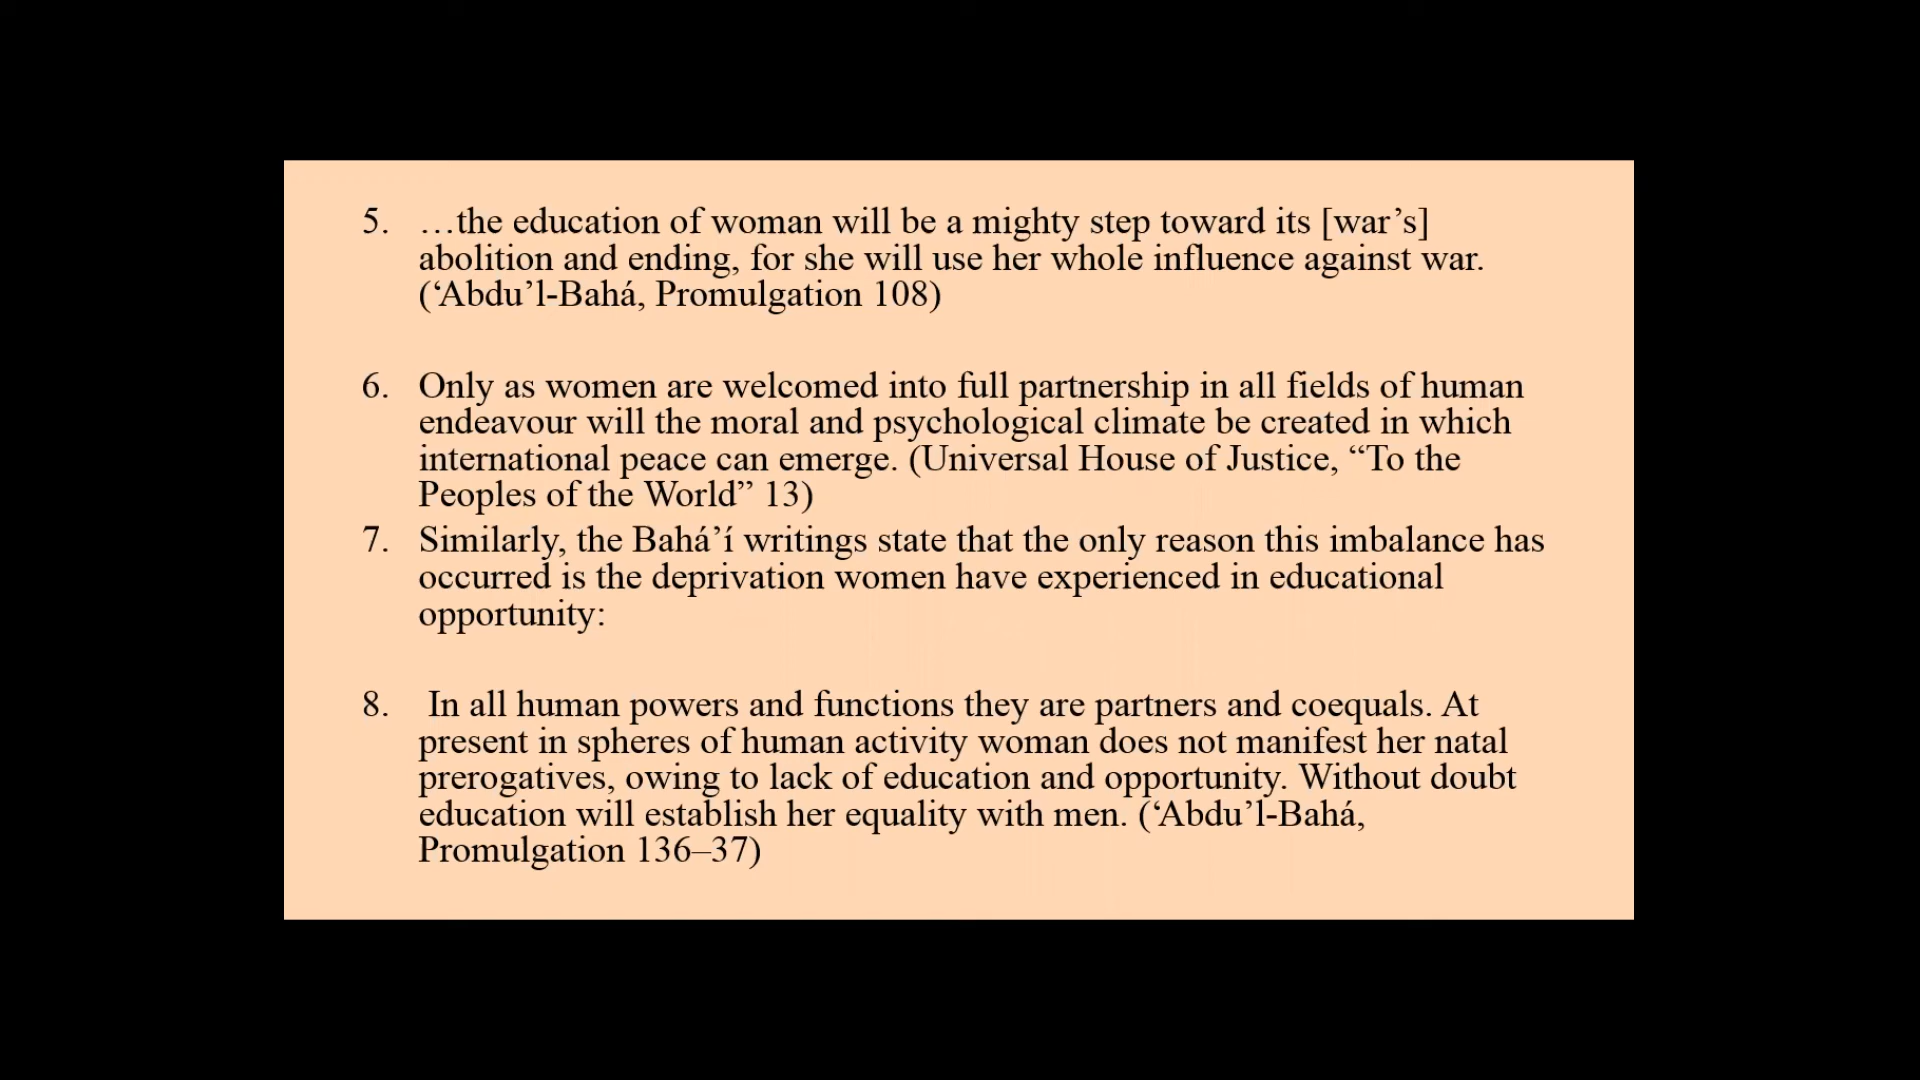 5. …the education of woman will be a mighty step toward its [war’s]
abolition and ending, for she will use her whole influence against war.
(‘Abdu’l-Bahá, Promulgation 108)
6. Only as women are welcomed into full partnership in all fields of human
endeavour will the moral and psychological climate be created in which
international peace can emerge. (Universal House of Justice, “To the
Peoples of the World” 13)
7. Similarly, the Bahá’í writings state that the only reason this imbalance has
occurred is the deprivation women have experienced in educational
opportunity:
8. In all human powers and functions they are partners and coequals. At
present in spheres of human activity woman does not manifest her natal
prerogatives, owing to lack of education and opportunity. Without doubt
education will establish her equality with men. (‘Abdu’l-Bahá,
Promulgation 136–37)